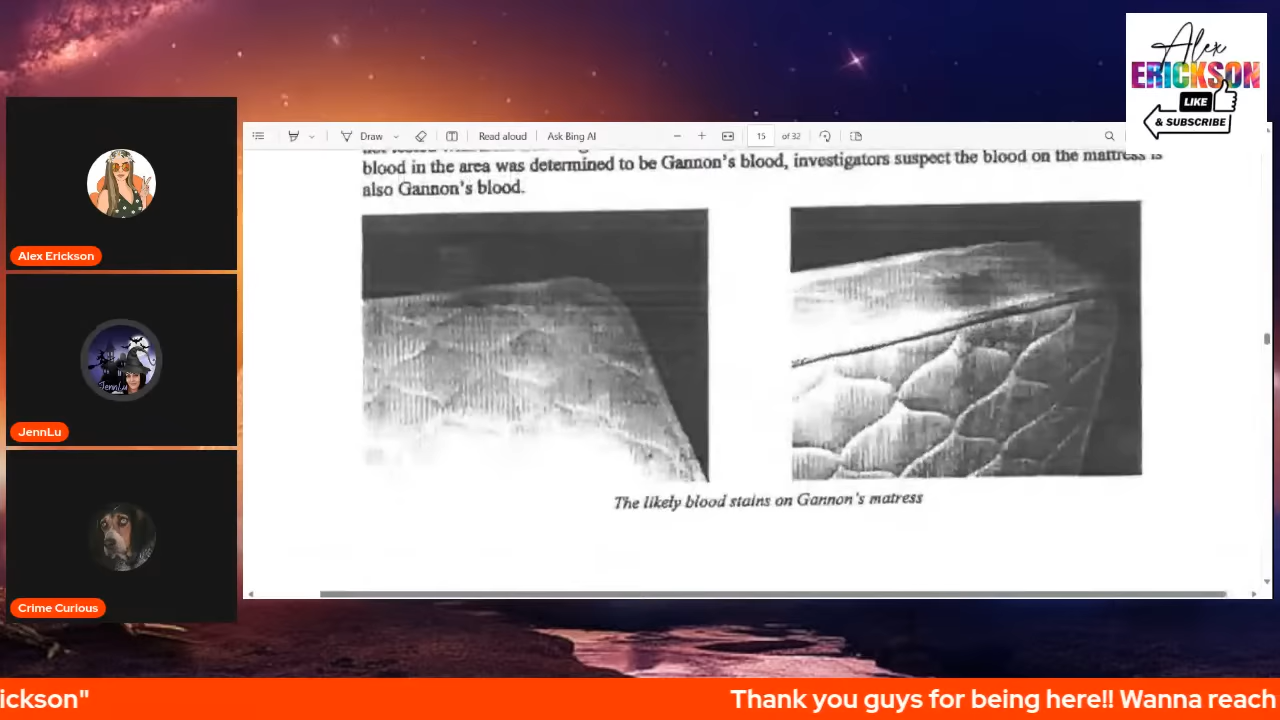 Alex
ERICKSON
LIKE
& SUBSCRIBE
Draw
Read aloud
Ask Bing AI
15
of 32
blood in the area was determined to be Gannon's blood, investigators suspect the blood on the mattress is
also Gannon's blood.
The likely blood stains on Gannon's matress
Alex Erickson
JennLu
JennLu
Crime Curious
ickson"
Thank you guys for being here!! Wanna reach